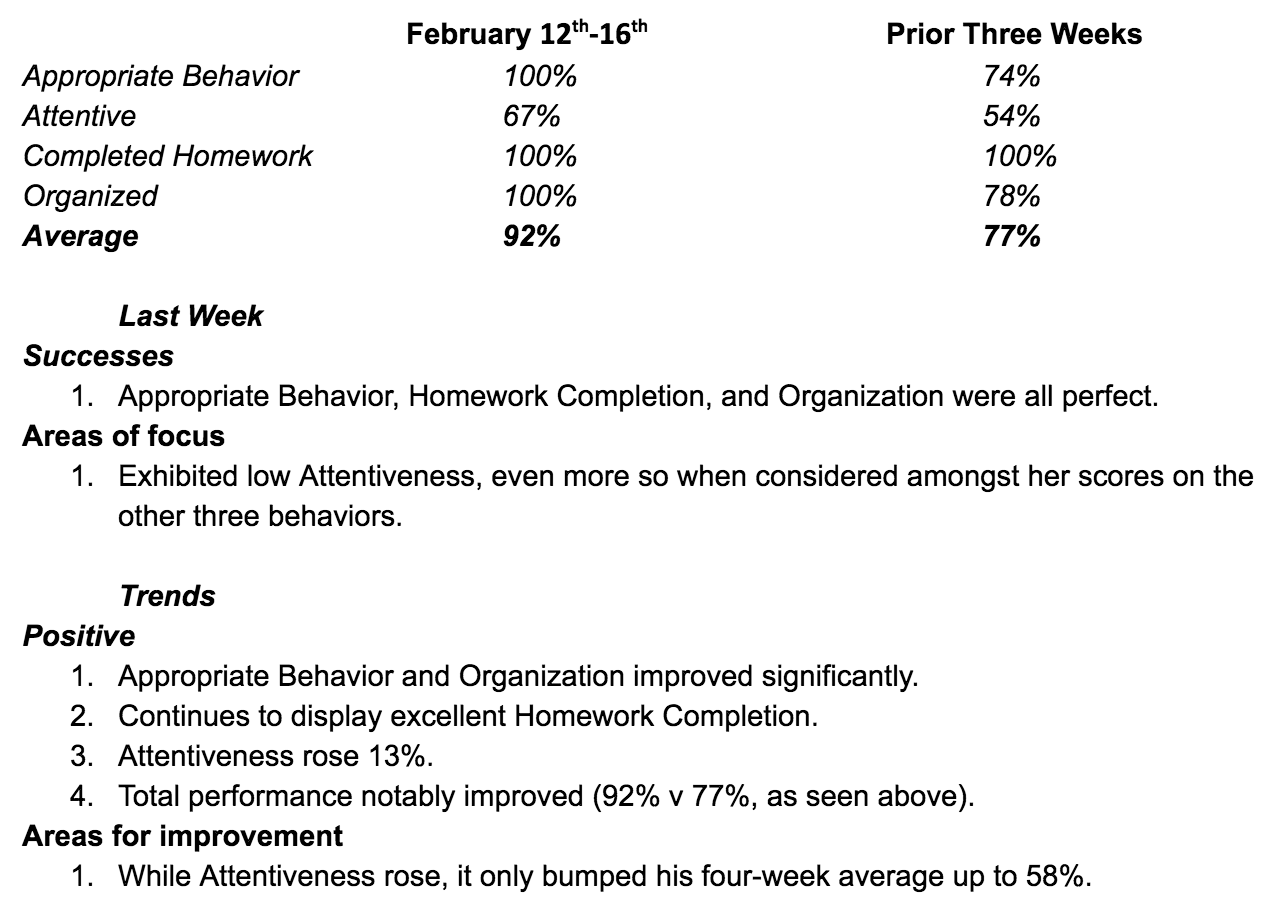 February 12th-16th Prior Three Weeks
Appropriate Behavior 100% 74%
Attentive 67% 54%
Completed Homework 100% 100%
Organized 100% 78%
Average 92% 77%
Last Week
Successes
1. Appropriate Behavior, Homework Completion, and Organization were all perfect.
Areas of focus
1. Exhibited low Attentiveness, even more so when considered amongst her scores on the
other three behaviors.
Trends
Positive
1. Appropriate Behavior and Organization improved significantly.
2. Continues to display excellent Homework Completion.
3. Attentiveness rose 13%.
4. Total performance notably improved (92% v 77%, as seen above).
Areas for improvement
1. While Attentiveness rose, it only bumped his four-week average up to 58%.